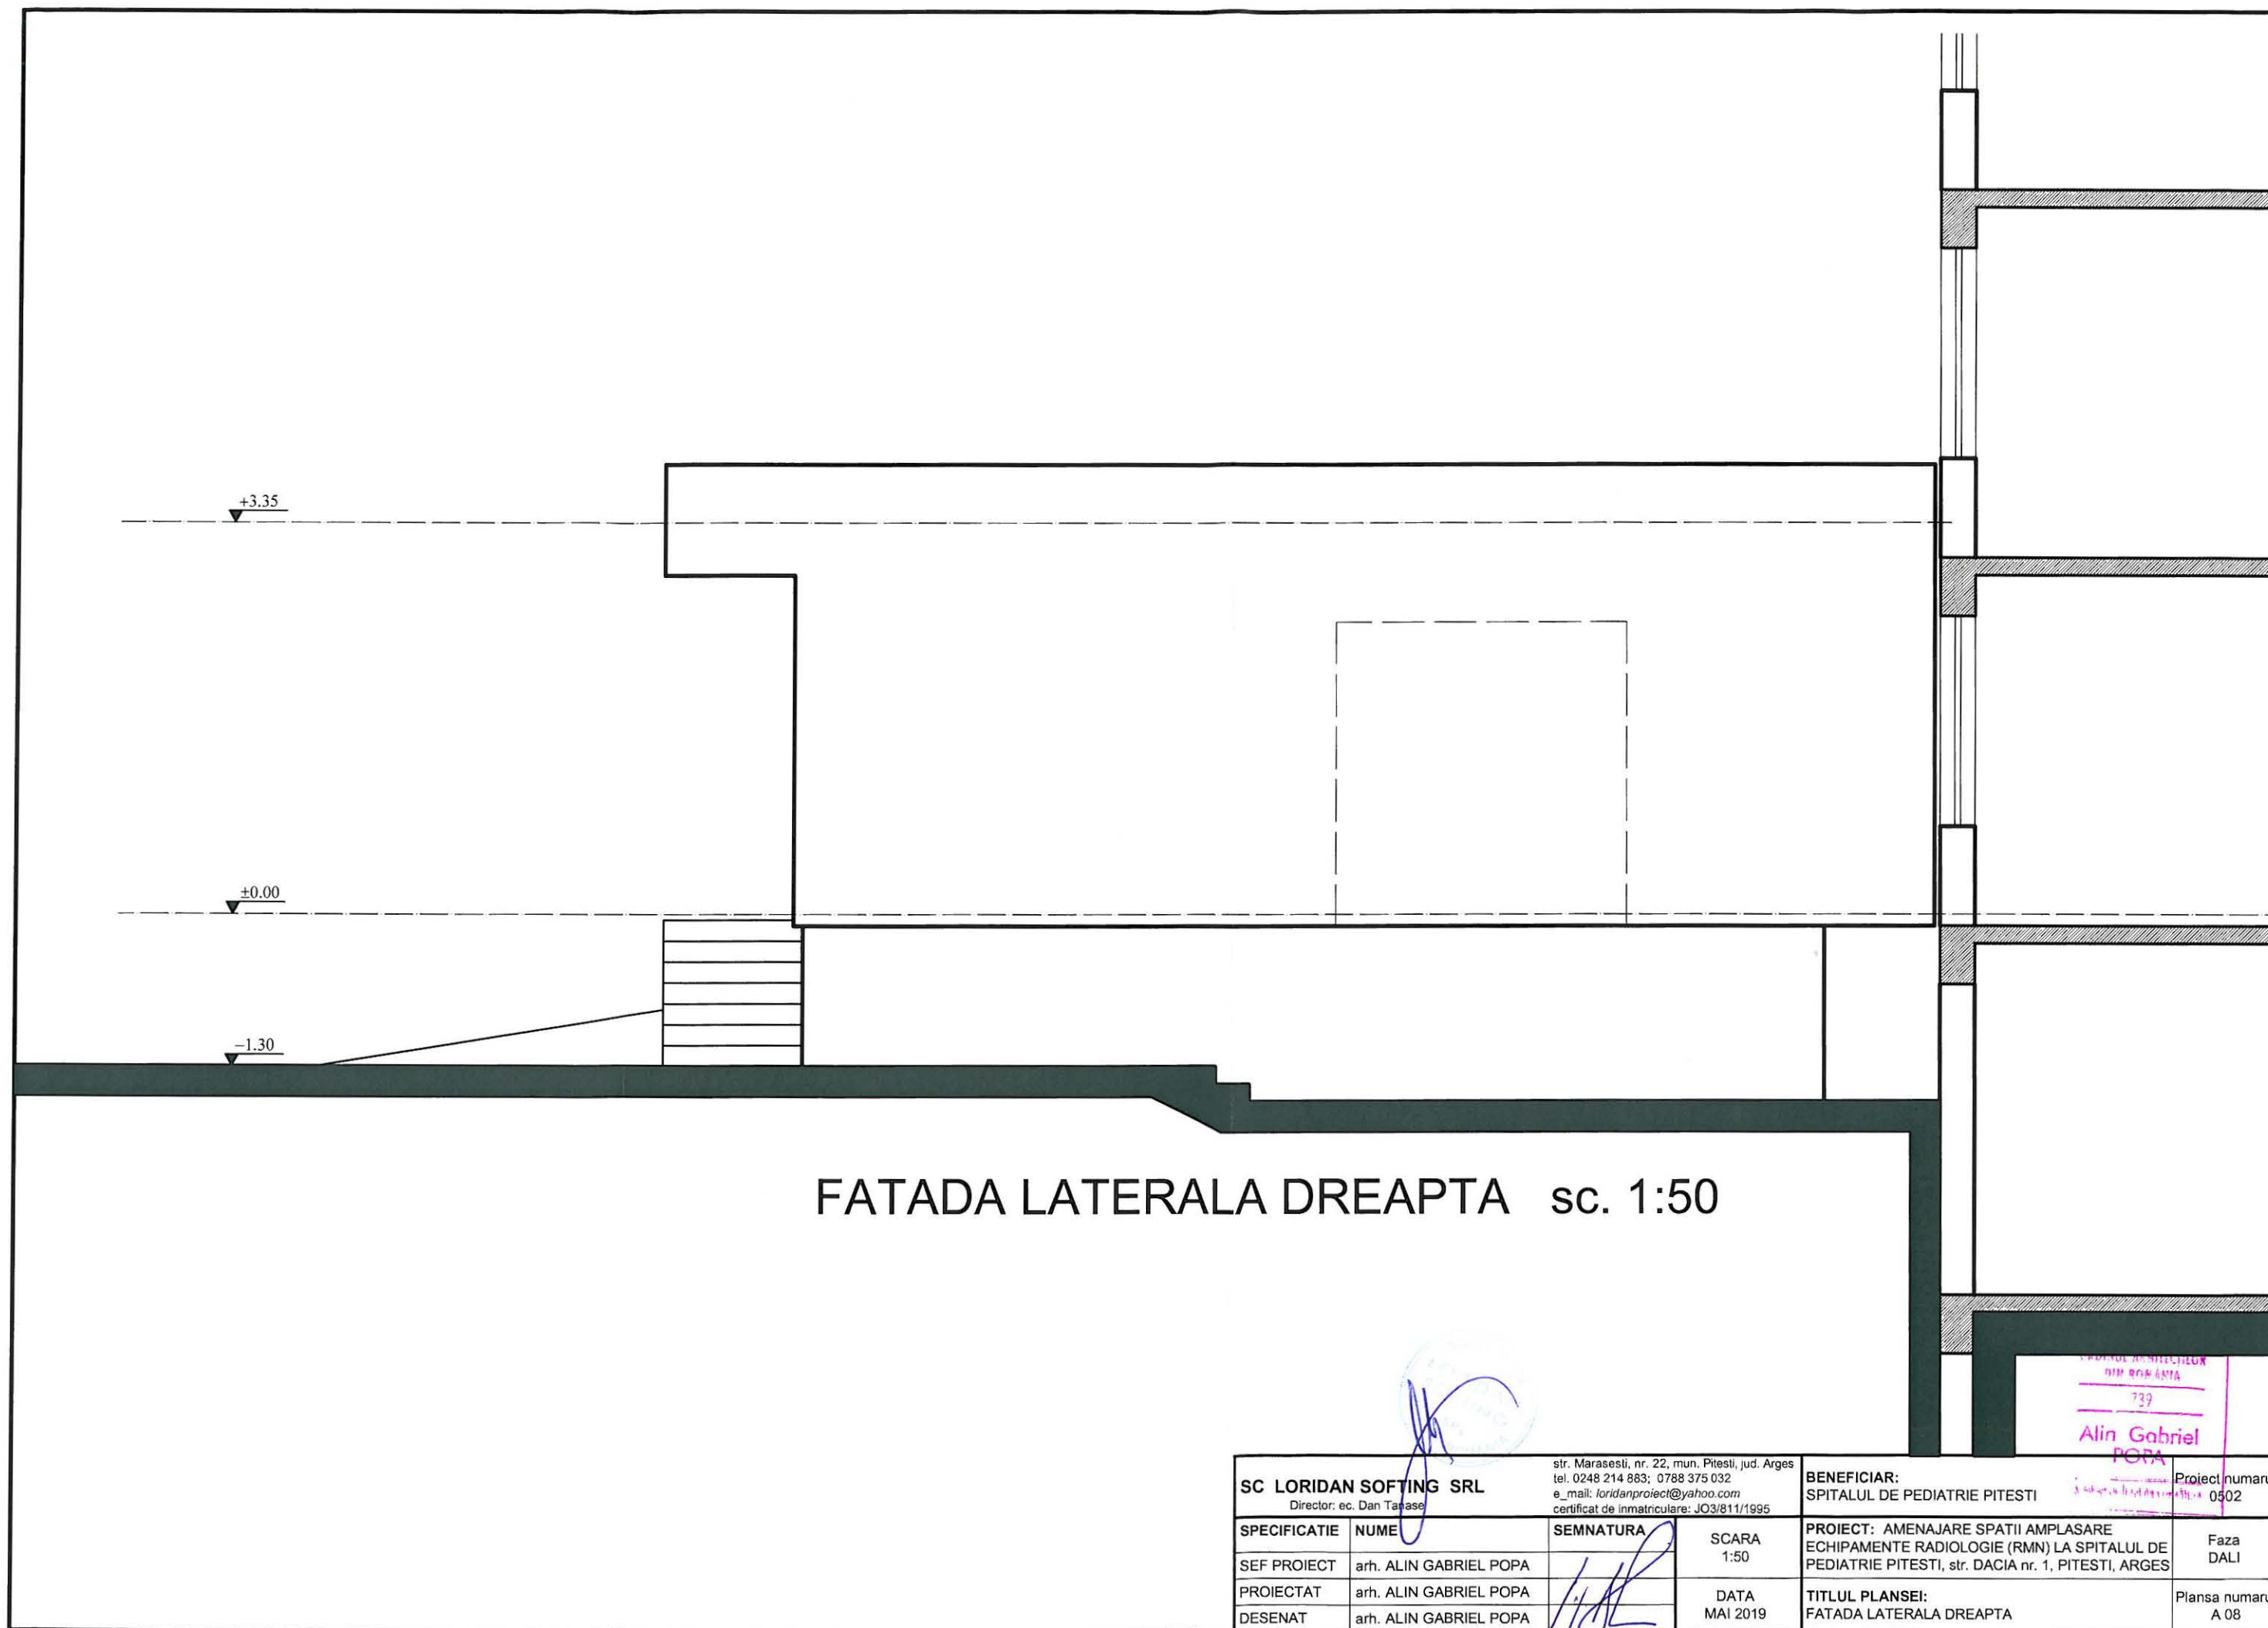 +3.35
±0.00
−1.30
FATADA LATERALA DREAPTA sc. 1:50
DIN ROMÂNIA
739
Alin Gabriel
POPA
SC LORIDAN SOFTING SRL
Director: ec. Dan Tanase
str. Marasesti, nr. 22, mun. Pitesti, jud. Arges
tel. 0248 214 883; 0788 375 032
e_mail: loridanproiect@yahoo.com
certificat de inmatriculare: JO3/811/1995
BENEFICIAR:
SPITALUL DE PEDIATRIE PITESTI
Proiect numaru
0502
SPECIFICATIE NUME SEMNATURA
SEF PROIECT arh. ALIN GABRIEL POPA
PROIECTAT arh. ALIN GABRIEL POPA
DESENAT arh. ALIN GABRIEL POPA
SCARA
1:50
DATA
MAI 2019
PROIECT: AMENAJARE SPATII AMPLASARE
ECHIPAMENTE RADIOLOGIE (RMN) LA SPITALUL DE
PEDIATRIE PITESTI, str. DACIA nr. 1, PITESTI, ARGES
Faza
DALI
TITLUL PLANSEI:
FATADA LATERALA DREAPTA
Plansa numaru
A 08